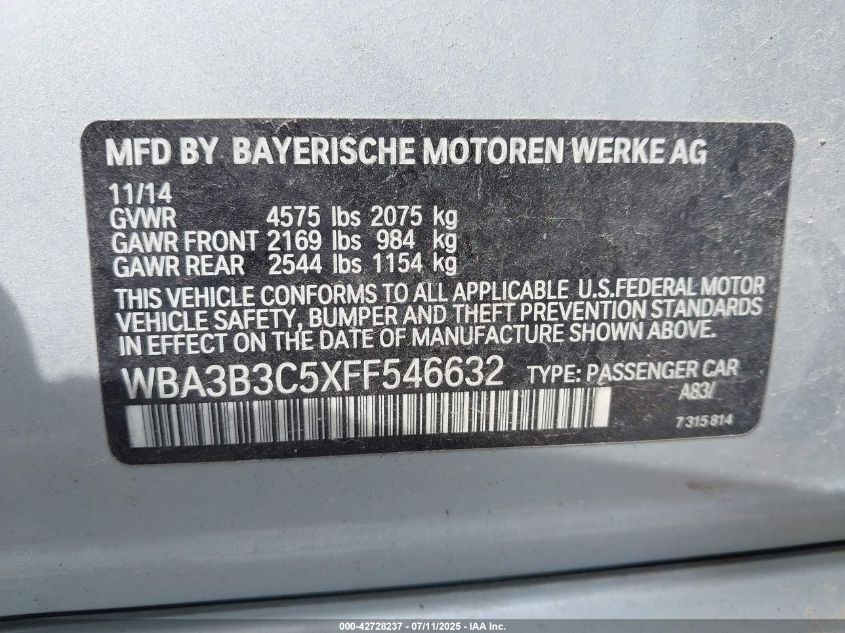 MFD BY BAYERISCHE MOTOREN WERKE AG
11/14
GVWR 4575 lbs 2075 kg
GAWR FRONT 2169 lbs 984 kg
GAWR REAR 2544 lbs 1154 kg
THIS VEHICLE CONFORMS TO ALL APPLICABLE U.S.FEDERAL MOTOR
VEHICLE SAFETY, BUMPER AND THEFT PREVENTION STANDARDS
IN EFFECT ON THE DATE OF MANUFACTURE SHOWN ABOVE.
WBA3B3C5XFF546632 TYPE: PASSENGER CAR
A83/
7315814
000-42728237 - 07/11/2025 - IAA Inc.